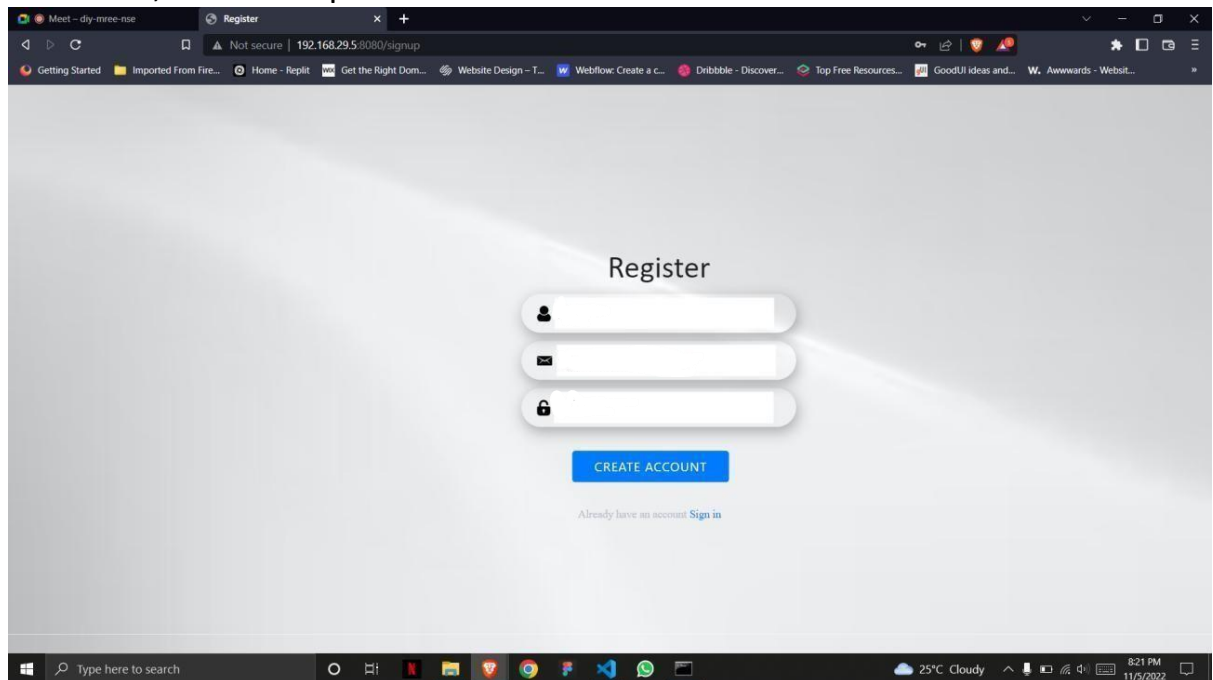 Meet – diy-mree-nse
Register
Not secure | 192.168.29.5:8080/signup
Getting Started
Imported From Fire...
Home - Replit
WIX Get the Right Dom...
Website Design – T...
W Webflow: Create a c...
Dribbble - Discover...
Top Free Resources...
GoodUI ideas and...
W. Awwwards - Websit...
Register
CREATE ACCOUNT
Already have an account Sign in
Type here to search
N
25°C Cloudy
8:21 PM
11/5/2022